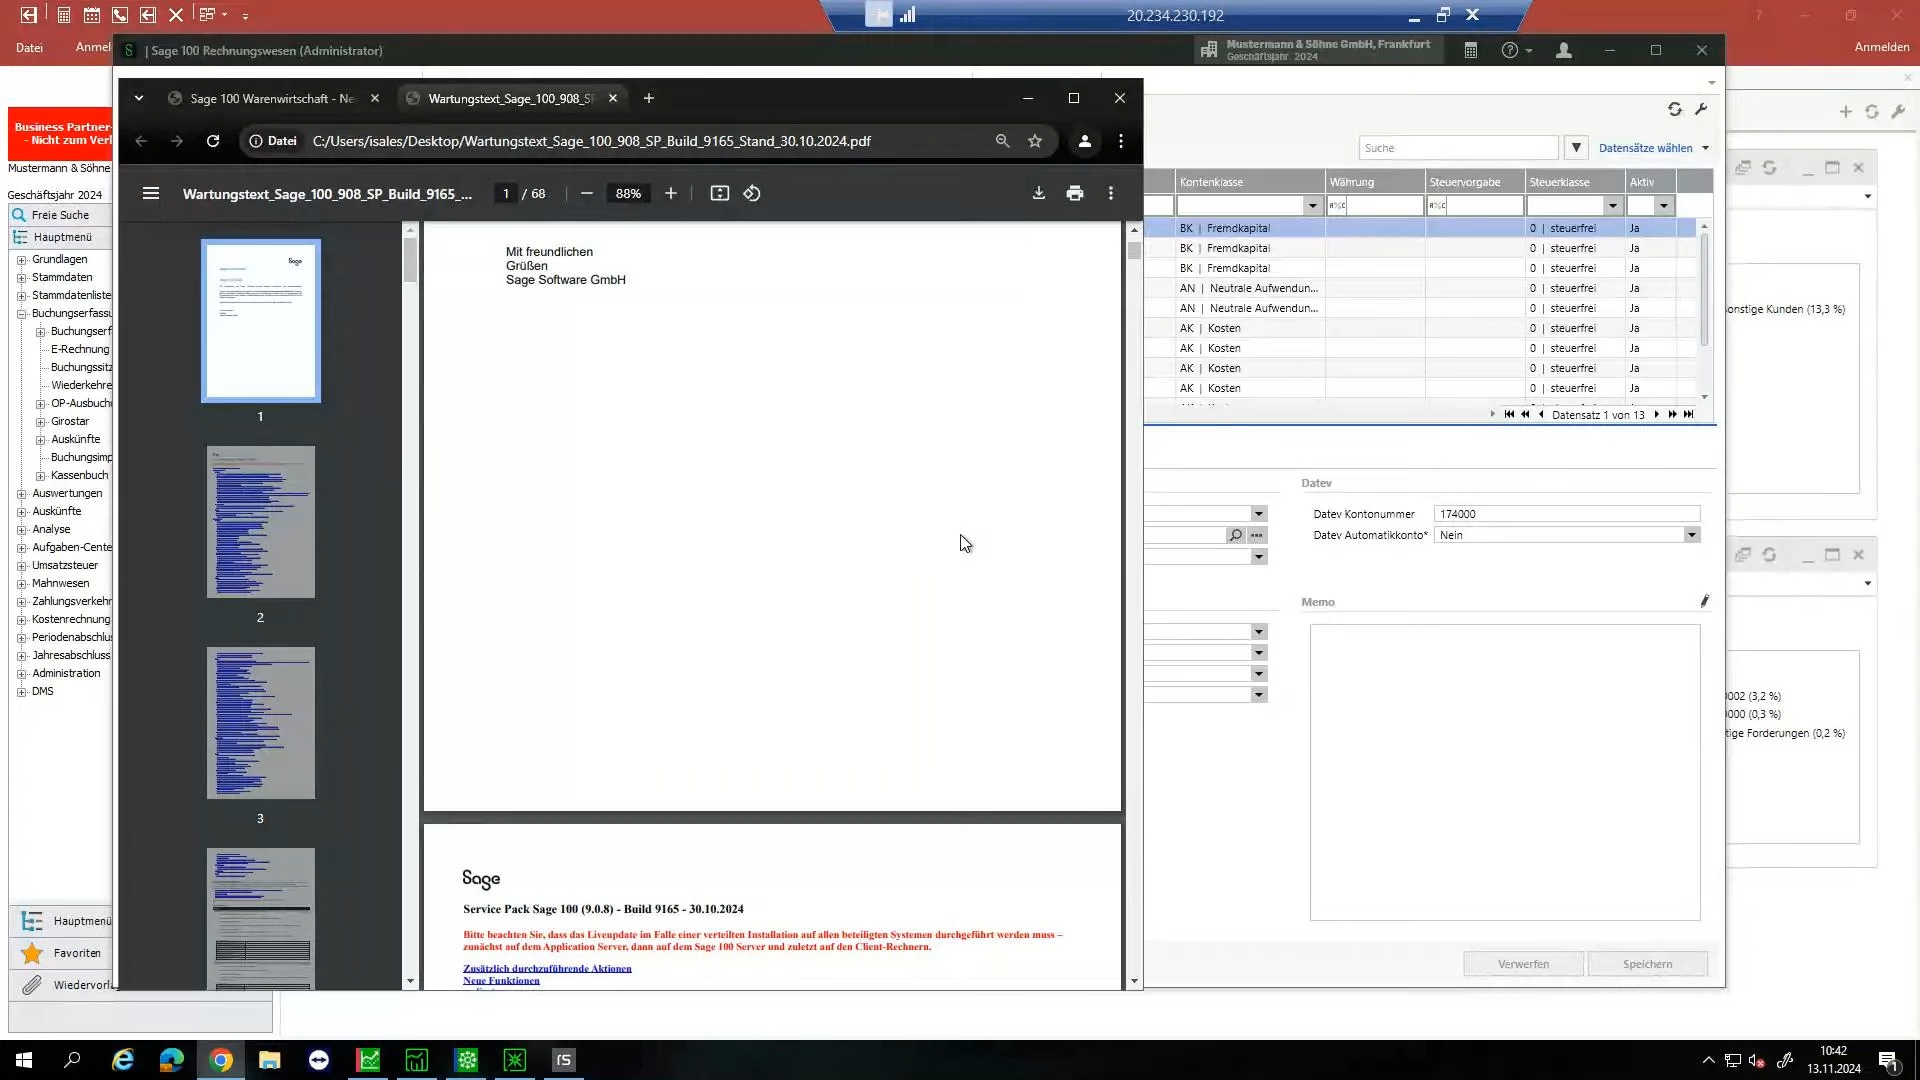 20.234.230.192
Datei
Anmel
Anmelden
S | Sage 100 Rechnungswesen (Administrator)
Mustermann & Söhne GmbH, Frankfurt
Geschäftsjahr 2024
Business Partner-
- Nicht zum Verl
Mustermann & Söhne
Geschäftsjahr 2024
Freie Suche
Hauptmenü
Grundlagen
Stammdaten
Stammdatenliste
Buchungserfassu
Buchungserf
E-Rechnung
Buchungssitz
Wiederkehre
OP-Ausbuch
Girostar
Auskünfte
Buchungsimp
Kassenbuch
Auswertungen
Auskünfte
Analyse
Aufgaben-Cente
Umsatzsteuer
Mahnwesen
Zahlungsverkehr
Kostenrechnung
Periodenabschlu
Jahresabschluss
Administration
DMS
Hauptmenü
Favoriten
Wiedervorla
Sage 100 Warenwirtschaft - Ne
Wartungstext_Sage_100_908_SP
Datei C:/Users/isales/Desktop/Wartungstext_Sage_100_908_SP_Build_9165_Stand_30.10.2024.pdf
Wartungstext_Sage_100_908_SP_Build_9165_... 1 / 68 88%
1
2
3
Mit freundlichen
Grüßen
Sage Software GmbH
Sage
Service Pack Sage 100 (9.0.8) - Build 9165 - 30.10.2024
Bitte beachten Sie, dass das Liveupdate im Falle einer verteilten Installation auf allen beteiligten Systemen durchgeführt werden muss –
zunächst auf dem Application Server, dann auf dem Sage 100 Server und zuletzt auf den Client-Rechnern.
Zusätzlich durchzuführende Aktionen
Neue Funktionen
Suche
Datensätze wählen
Kontenklasse Währung Steuervorgabe Steuerklasse Aktiv
BK | Fremdkapital 0 | steuerfrei Ja
BK | Fremdkapital 0 | steuerfrei Ja
BK | Fremdkapital 0 | steuerfrei Ja
AN | Neutrale Aufwendun... 0 | steuerfrei Ja
AN | Neutrale Aufwendun... 0 | steuerfrei Ja
AK | Kosten 0 | steuerfrei Ja
AK | Kosten 0 | steuerfrei Ja
AK | Kosten 0 | steuerfrei Ja
AK | Kosten 0 | steuerfrei Ja
Datensatz 1 von 13
Datev
Datev Kontonummer 174000
Datev Automatikkonto* Nein
Memo
Verwerfen
Speichern
onstige Kunden (13,3 %)
0002 (3,2 %)
0000 (0,3 %)
tige Forderungen (0,2 %)
10:42
13.11.2024
1